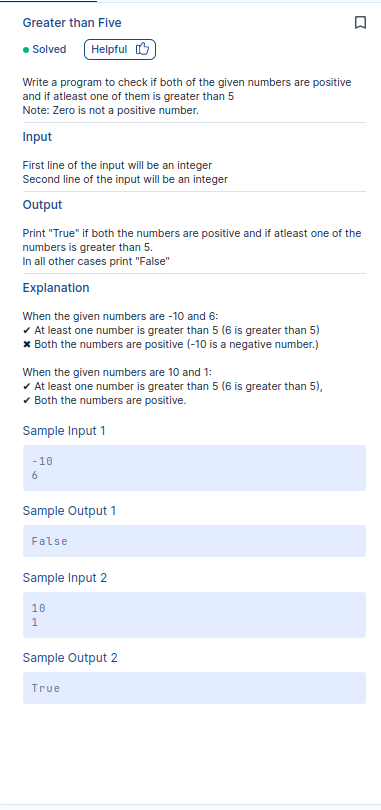 Greater than Five
Solved
Helpful
Write a program to check if both of the given numbers are positive
and if atleast one of them is greater than 5
Note: Zero is not a positive number.
Input
First line of the input will be an integer
Second line of the input will be an integer
Output
Print "True" if both the numbers are positive and if atleast one of the
numbers is greater than 5.
In all other cases print "False"
Explanation
When the given numbers are -10 and 6:
✔ At least one number is greater than 5 (6 is greater than 5)
✖ Both the numbers are positive (-10 is a negative number.)
When the given numbers are 10 and 1:
✔ At least one number is greater than 5 (6 is greater than 5),
✔ Both the numbers are positive.
Sample Input 1
-10
6
Sample Output 1
False
Sample Input 2
10
1
Sample Output 2
True